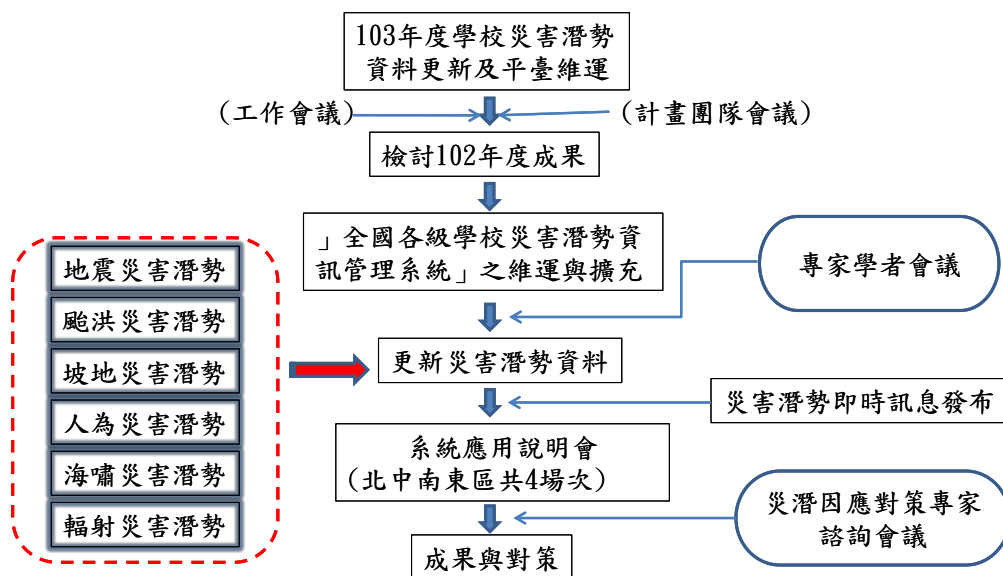 103年度學校災害潛勢
資料更新及平臺維運
(工作會議)
(計畫團隊會議)
檢討102年度成果
」全國各級學校災害潛勢資
訊管理系統」之維運與擴充
專家學者會議
地震災害潛勢
颱洪災害潛勢
坡地災害潛勢
人為災害潛勢
海嘯災害潛勢
輻射災害潛勢
更新災害潛勢資料
災害潛勢即時訊息發布
系統應用說明會
(北中南東區共4場次)
災潛因應對策專家
諮詢會議
成果與對策